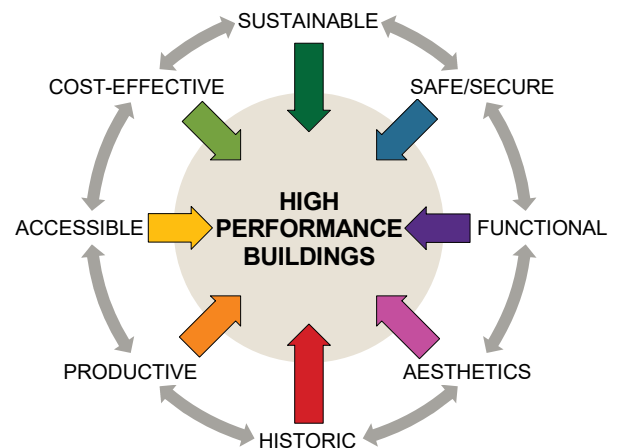 SUSTAINABLE
COST-EFFECTIVE
SAFE/SECURE
ACCESSIBLE
HIGH
PERFORMANCE
BUILDINGS
FUNCTIONAL
PRODUCTIVE
AESTHETICS
HISTORIC